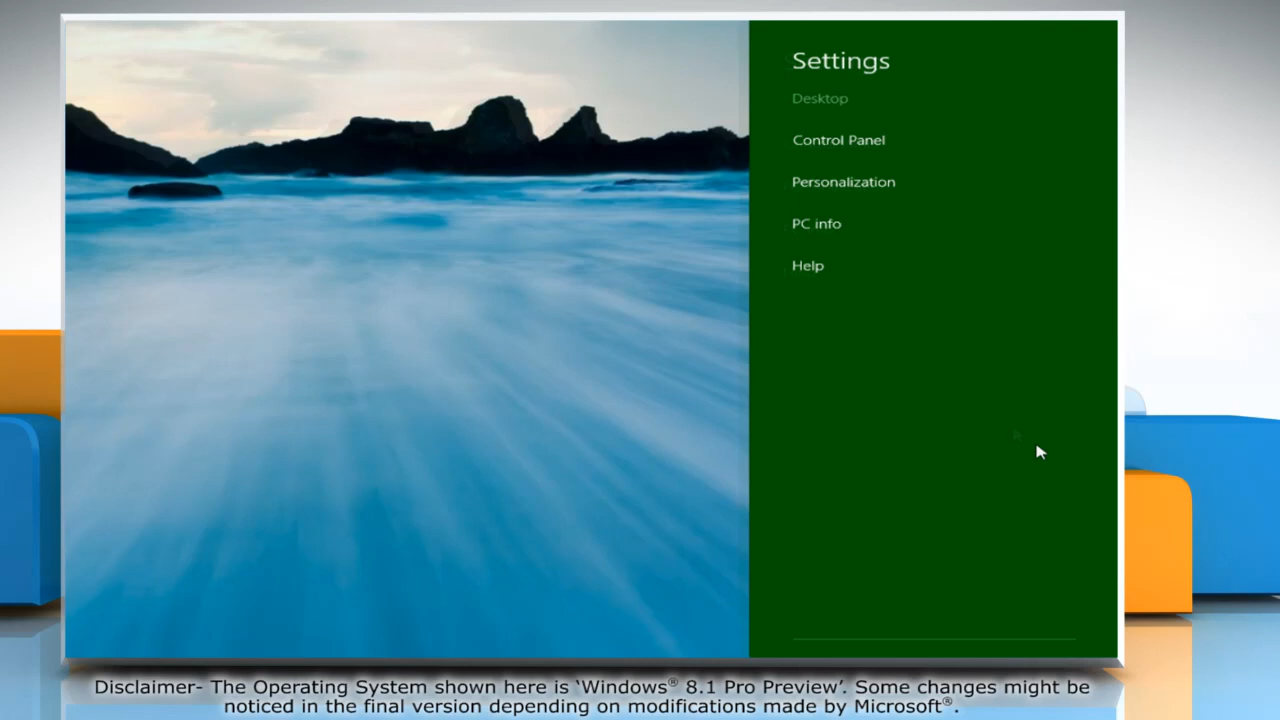 Settings
Desktop
Control Panel
Personalization
PC info
Help
Disclaimer- The Operating System shown here is ‘Windows® 8.1 Pro Preview’. Some changes might be
noticed in the final version depending on modifications made by Microsoft®.